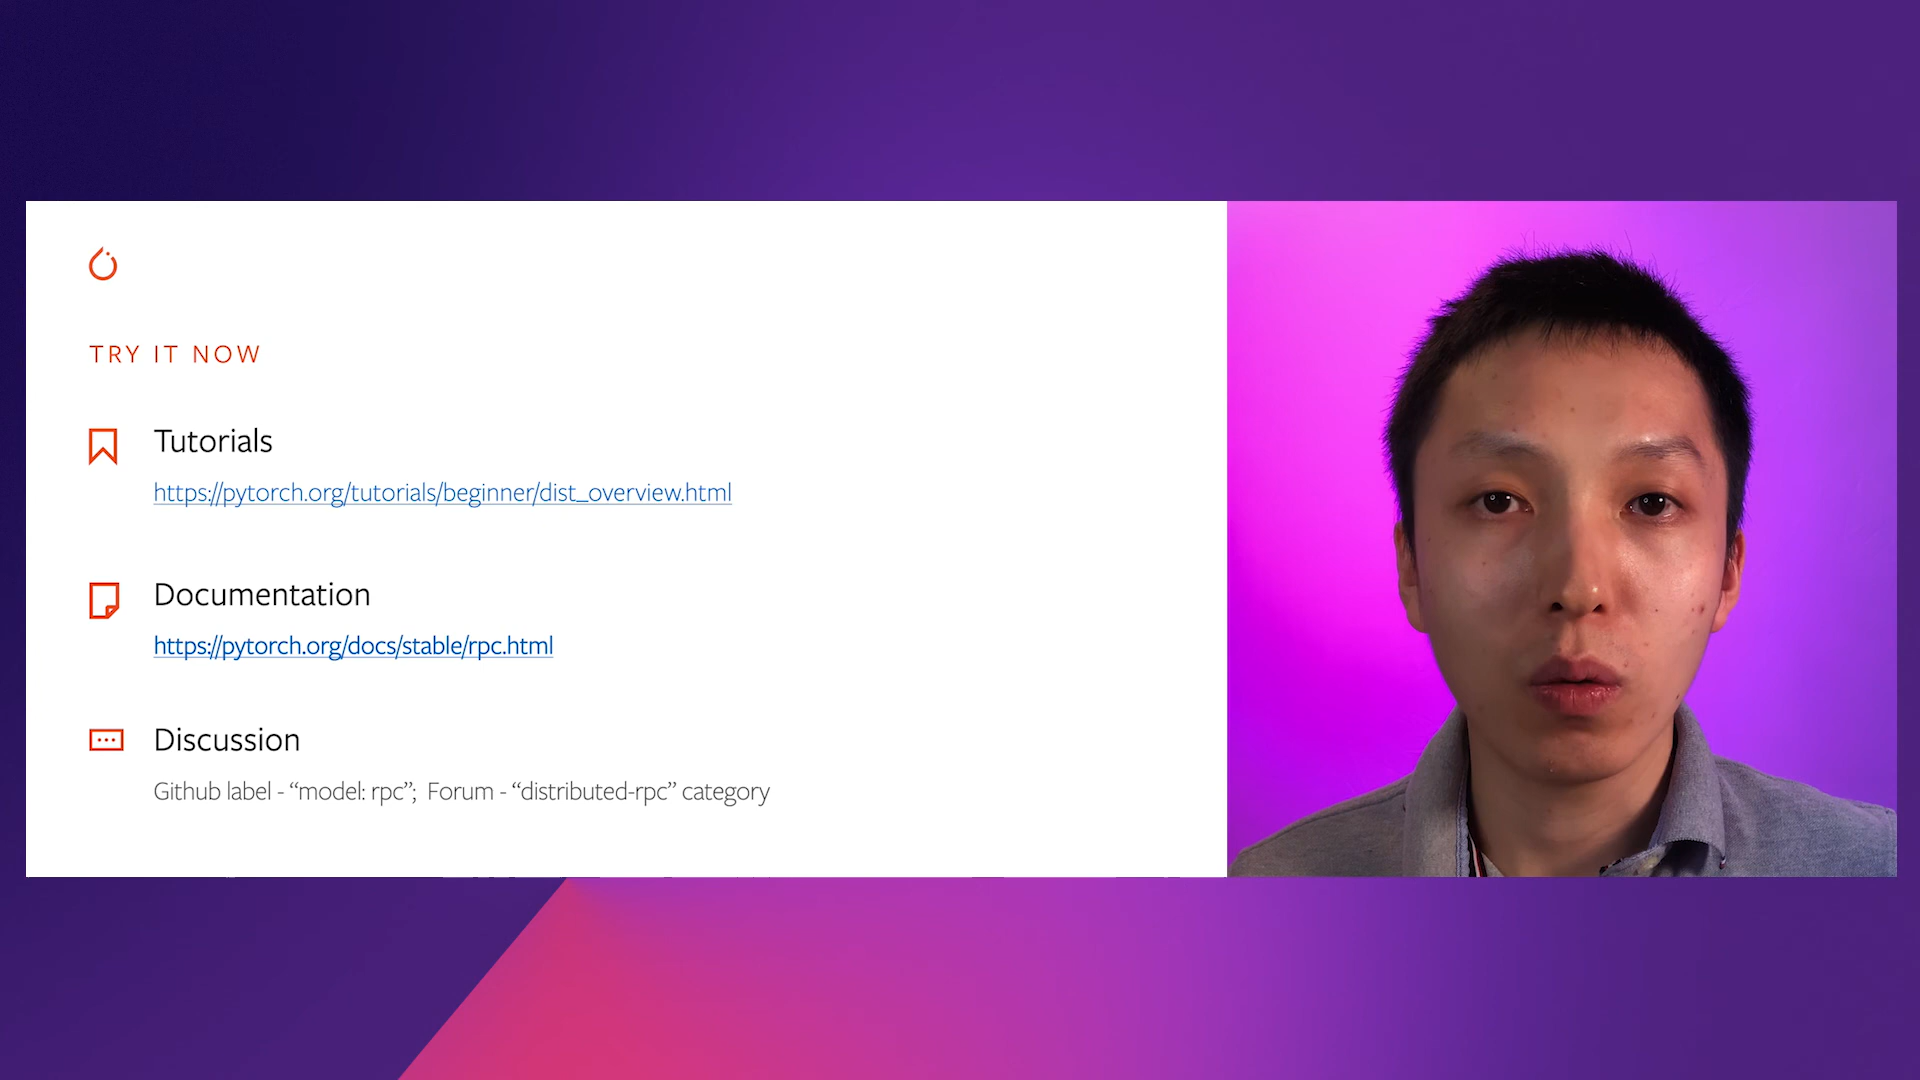 TRY IT NOW
Tutorials
https://pytorch.org/tutorials/beginner/dist_overview.html
Documentation
https://pytorch.org/docs/stable/rpc.html
Discussion
Github label - “model: rpc”;  Forum - “distributed-rpc” category